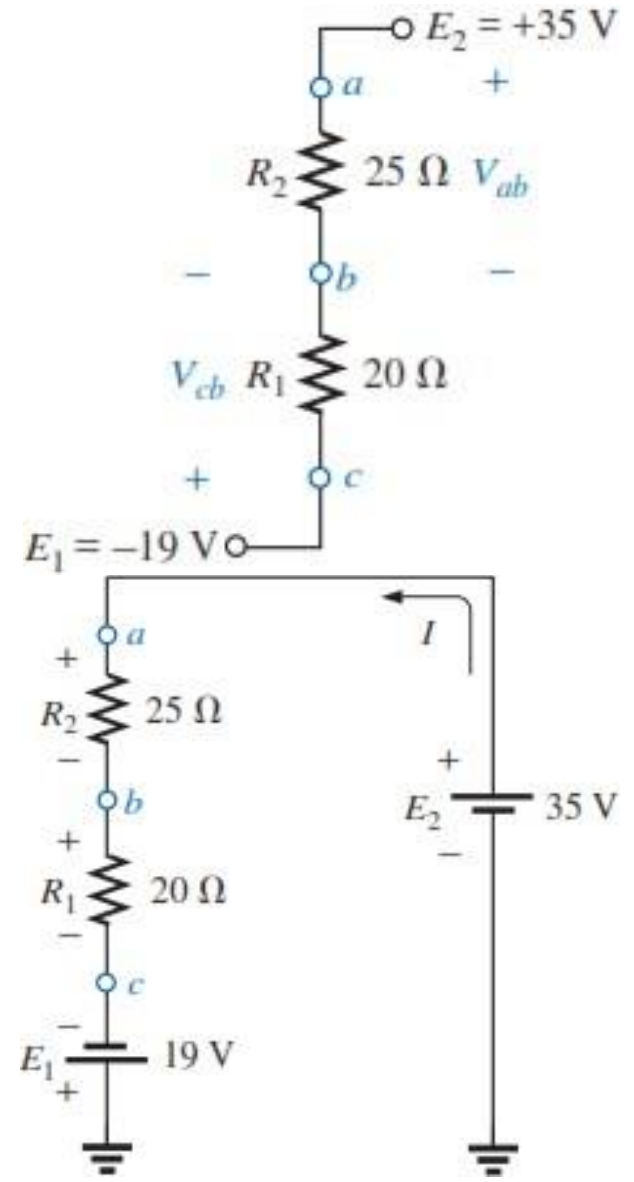 E₂ = +35 V
a +
R₂ 25 Ω V_ab
− b −
V_cb R₁ 20 Ω
+ c
E₁ = –19 V
a
+
I
R₂ 25 Ω
−
+
b
E₂ 35 V
+
−
R₁ 20 Ω
−
c
−
E₁ 19 V
+